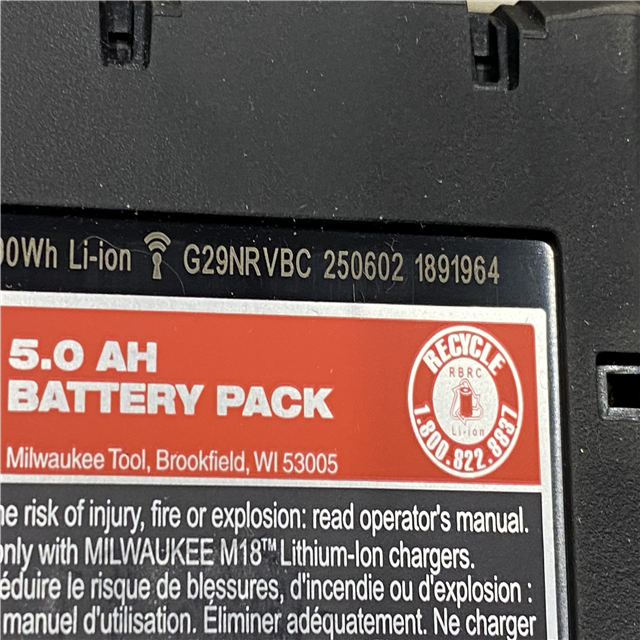 00Wh Li-ion G29NRVBC 250602 1891964
5.0 AH
BATTERY PACK
Milwaukee Tool, Brookfield, WI 53005
RECYCLE
RBRC
Li-ion
1.800.822.8837
he risk of injury, fire or explosion: read operator's manual.
only with MILWAUKEE M18™ Lithium-Ion chargers.
réduire le risque de blessures, d'incendie ou d'explosion :
manuel d'utilisation. Éliminer adéquatement. Ne charger